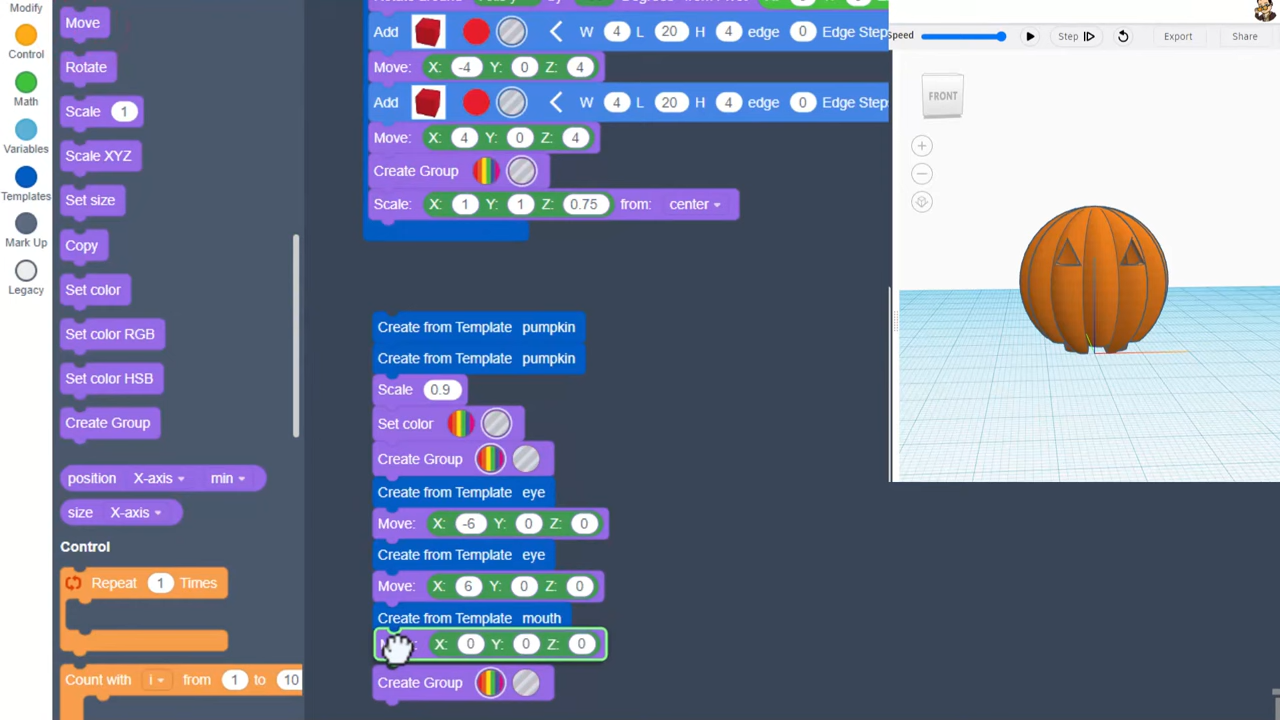 Modify
Move
Control
Rotate
Math
Scale 1
Variables
Scale XYZ
Templates
Set size
Mark Up
Copy
Legacy
Set color
Set color RGB
Set color HSB
Create Group
position X-axis min
size X-axis
Control
Repeat 1 Times
Count with i from 1 to 10
Add W 4 L 20 H 4 edge 0 Edge Step
Move: X: -4 Y: 0 Z: 4
Add W 4 L 20 H 4 edge 0 Edge Step
Move: X: 4 Y: 0 Z: 4
Create Group
Scale: X: 1 Y: 1 Z: 0.75 from: center
Create from Template pumpkin
Create from Template pumpkin
Scale 0.9
Set color
Create Group
Create from Template eye
Move: X: -6 Y: 0 Z: 0
Create from Template eye
Move: X: 6 Y: 0 Z: 0
Create from Template mouth
X: 0 Y: 0 Z: 0
Create Group
Speed Step Export Share
FRONT